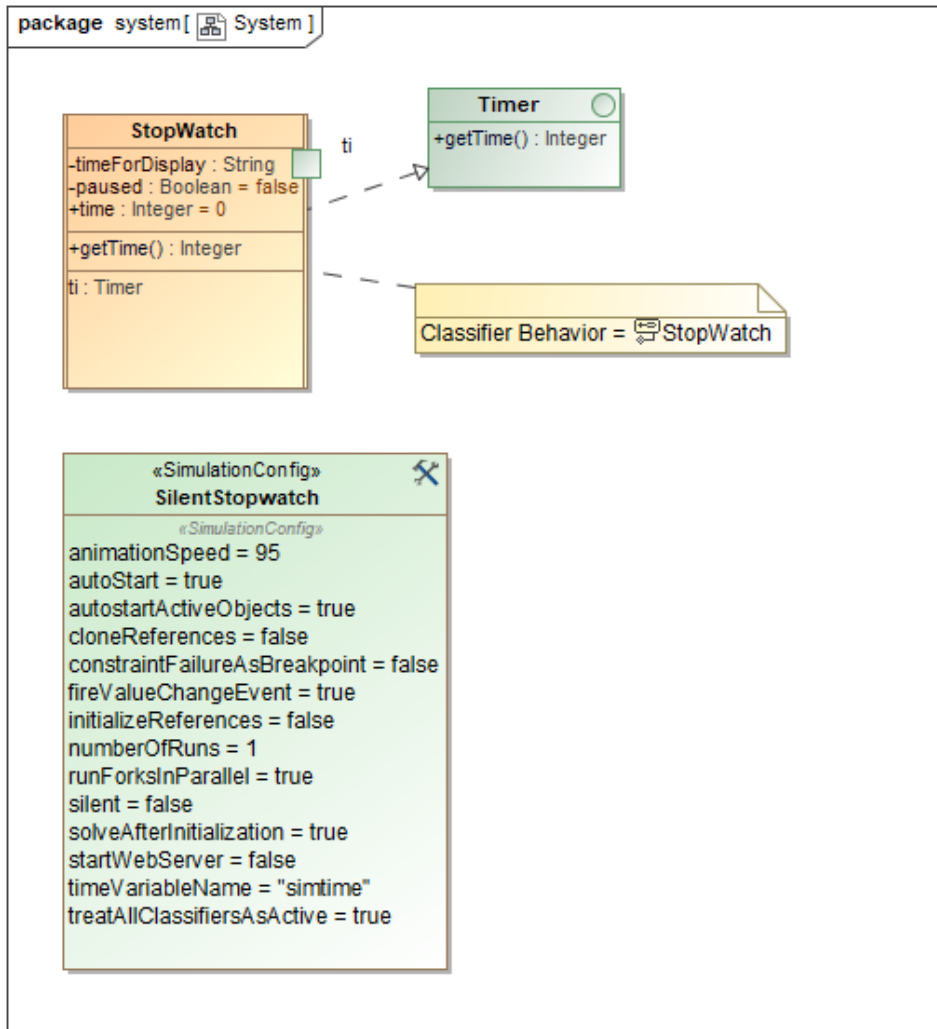 package system[ System ]
StopWatch
-timeForDisplay : String
-paused : Boolean = false
+time : Integer = 0
+getTime() : Integer
ti : Timer
ti
Timer
+getTime() : Integer
Classifier Behavior = StopWatch
«SimulationConfig»
SilentStopwatch
«SimulationConfig»
animationSpeed = 95
autoStart = true
autostartActiveObjects = true
cloneReferences = false
constraintFailureAsBreakpoint = false
fireValueChangeEvent = true
initializeReferences = false
numberOfRuns = 1
runForksInParallel = true
silent = false
solveAfterInitialization = true
startWebServer = false
timeVariableName = "simtime"
treatAllClassifiersAsActive = true